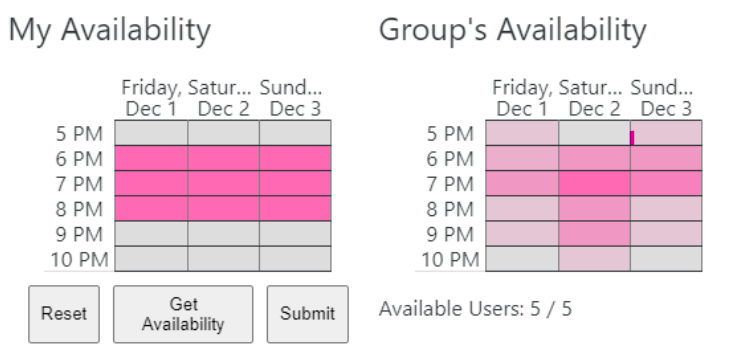 My Availability
Friday, Satur... Sund...
Dec 1 Dec 2 Dec 3
5 PM
6 PM
7 PM
8 PM
9 PM
10 PM
Reset
Get
Availability
Submit
Group's Availability
Friday, Satur... Sund...
Dec 1 Dec 2 Dec 3
5 PM
6 PM
7 PM
8 PM
9 PM
10 PM
Available Users: 5 / 5